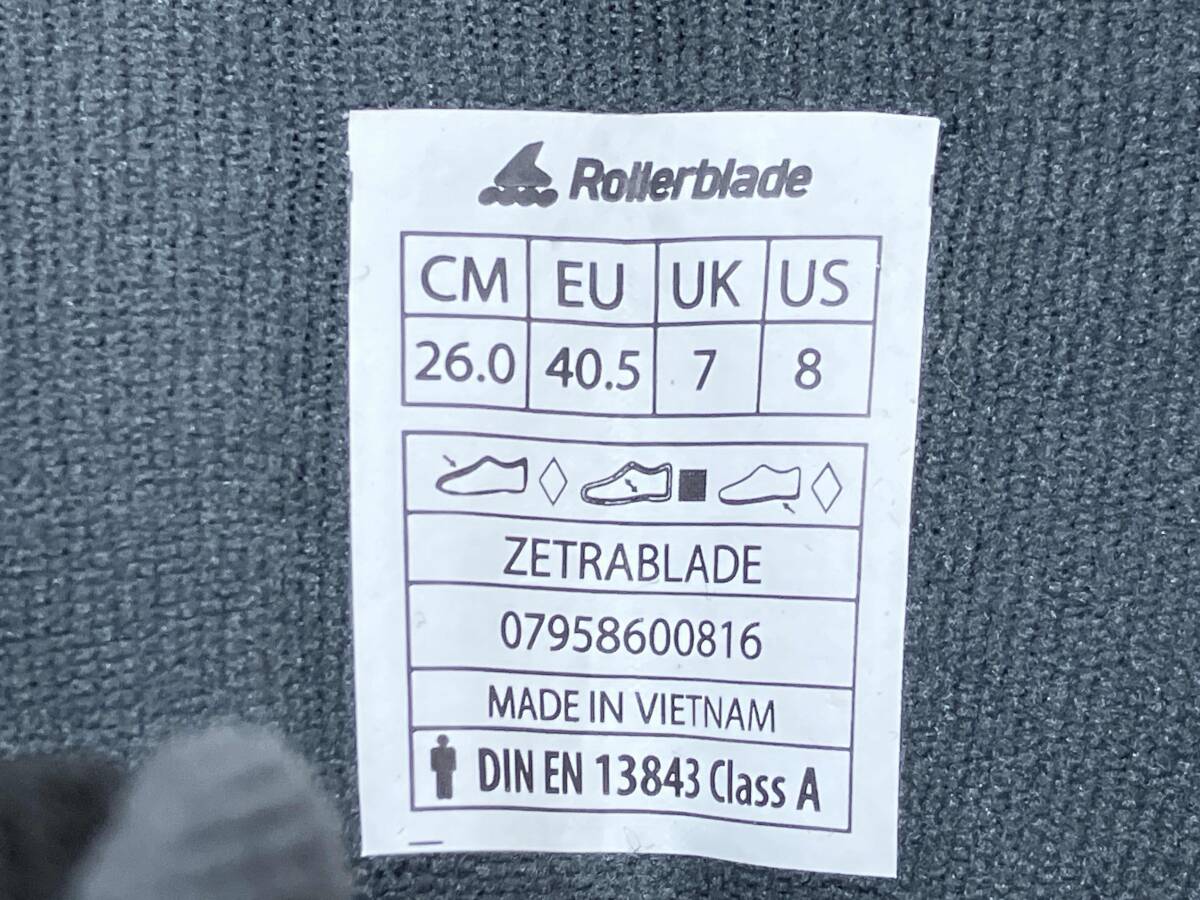 Rollerblade
CM EU UK US
26.0 40.5 7 8
ZETRABLADE
07958600816
MADE IN VIETNAM
DIN EN 13843 Class A